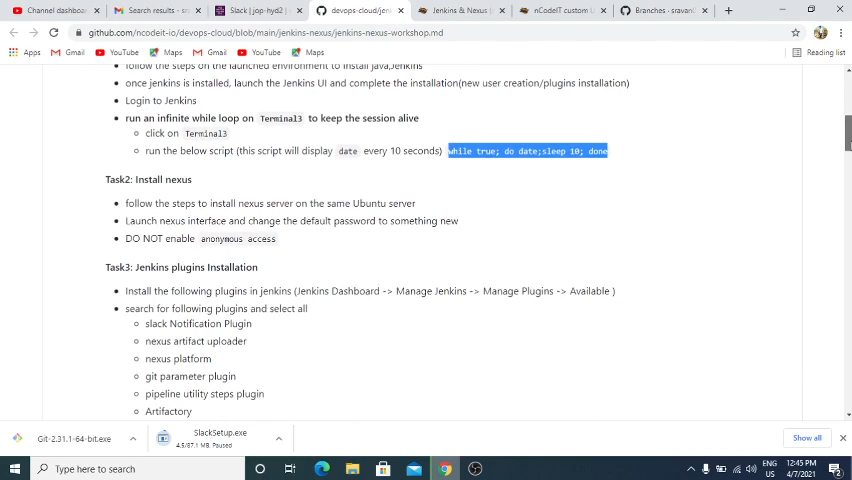 Channel dashboar
Search results -
Slack | jop-hyd2 |
devops-cloud/jen
Jenkins & Nexus (
nCodeIT custom U
Branches · sravan
github.com/ncodeit-io/devops-cloud/blob/main/jenkins-nexus/jenkins-nexus-workshop.md
Apps Gmail YouTube Maps Gmail YouTube Maps Reading list
follow the steps on the launched environment to install java,Jenkins
once jenkins is installed, launch the Jenkins UI and complete the installation(new user creation/plugins installation)
Login to Jenkins
run an infinite while loop on Terminal3 to keep the session alive
click on Terminal3
run the below script (this script will display date every 10 seconds) while true; do date;sleep 10; done
Task2: Install nexus
follow the steps to install nexus server on the same Ubuntu server
Launch nexus interface and change the default password to something new
DO NOT enable anonymous access
Task3: Jenkins plugins Installation
Install the following plugins in jenkins (Jenkins Dashboard -> Manage Jenkins -> Manage Plugins -> Available )
search for following plugins and select all
slack Notification Plugin
nexus artifact uploader
nexus platform
git parameter plugin
pipeline utility steps plugin
Artifactory
Git-2.31.1-64-bit.exe
SlackSetup.exe
4.5/87.1 MB, Paused
Show all
Type here to search
ENG
US
12:45 PM
4/7/2021
2